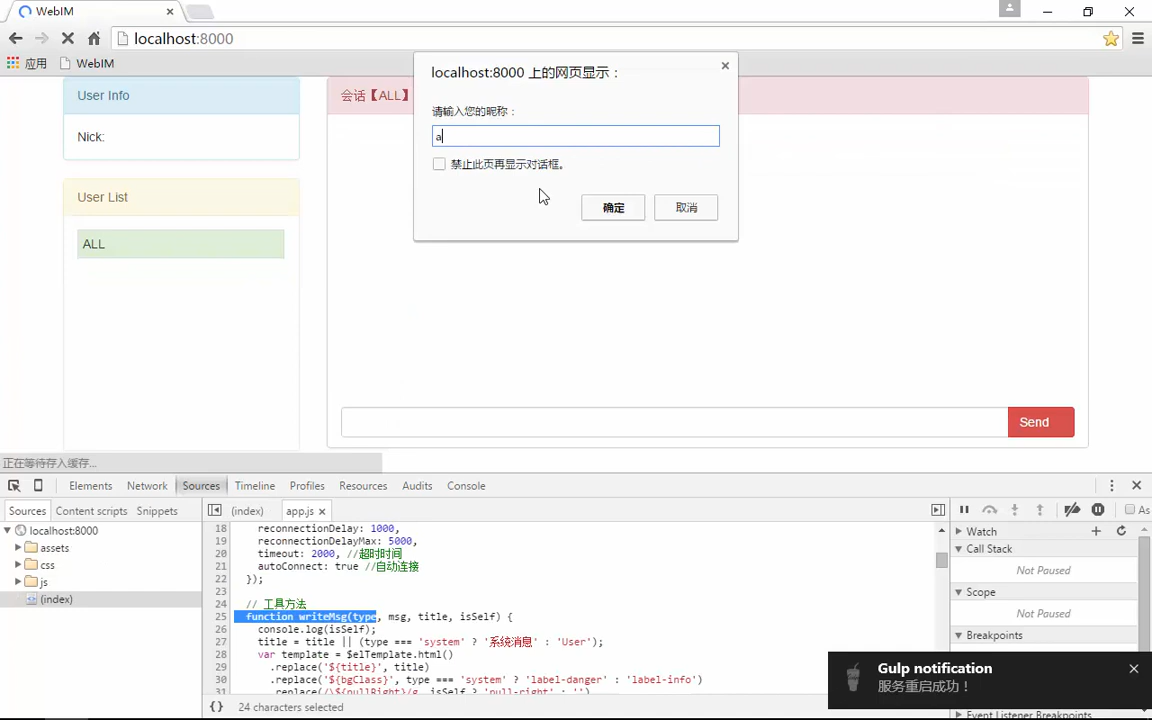 WebIM
localhost:8000
应用 WebIM
localhost:8000 上的网页显示：
请输入您的昵称：
a
禁止此页再显示对话框。
确定 取消
User Info
Nick:
User List
ALL
会话【ALL】
Send
正在等待存入缓存...
Elements Network Sources Timeline Profiles Resources Audits Console
Sources Content scripts Snippets
(index) app.js
localhost:8000
assets
css
js
(index)
18 reconnectionDelay: 1000,
19 reconnectionDelayMax: 5000,
20 timeout: 2000, //超时时间
21 autoConnect: true //自动连接
22 });
23
24 // 工具方法
25 function writeMsg(type, msg, title, isSelf) {
26 console.log(isSelf);
27 title = title || (type === 'system' ? '系统消息' : 'User');
28 var template = $elTemplate.html()
29 .replace('${title}', title)
30 .replace('${bgClass}', type === 'system' ? 'label-danger' : 'label-info')
31 .replace(/\${pullRight}/g, isSelf ? 'pull-right' : '')
{} 24 characters selected
As
Watch
Call Stack
Not Paused
Scope
Not Paused
Breakpoints
Event Listener Breakpoints
Gulp notification
服务重启成功！